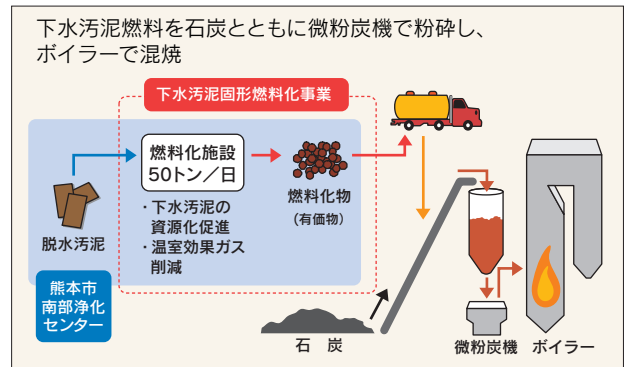 下水汚泥燃料を石炭とともに微粉炭機で粉砕し、
ボイラーで混焼
下水汚泥固形燃料化事業
燃料化施設
50トン／日
・下水汚泥の
資源化促進
・温室効果ガス
削減
燃料化物
（有価物）
脱水汚泥
熊本市
南部浄化
センター
石　炭
微粉炭機
ボイラー